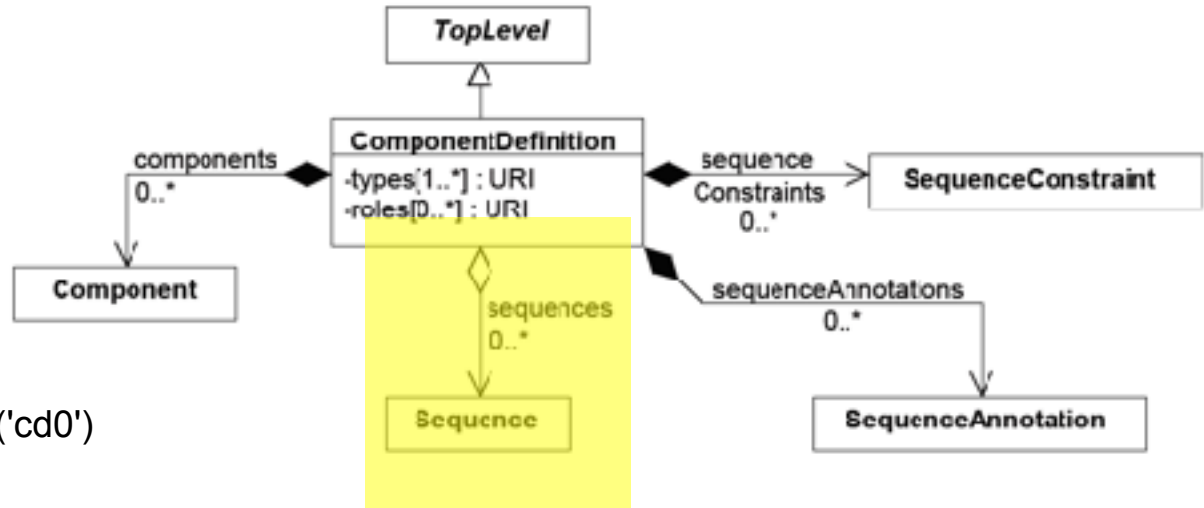 TopLevel
ComponentDefinition
-types[1..*] : URI
-roles[0..*] : URI
components
0..*
sequence
Constraints
0..*
SequenceConstraint
Component
sequences
0..*
sequenceAnnotations
0..*
('cd0')
Sequence
SequenceAnnotation